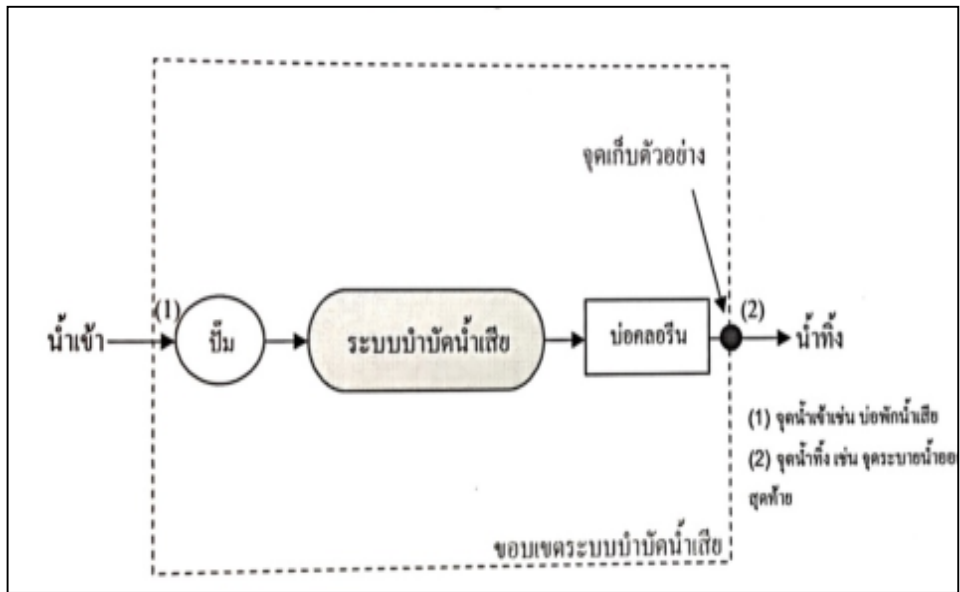 จุดเก็บตัวอย่าง
(1)
(2)
น้ำเข้า
ปั๊ม
ระบบบำบัดน้ำเสีย
บ่อคลอรีน
น้ำทิ้ง
(1) จุดน้ำเข้าเช่น บ่อพักน้ำเสีย
(2) จุดน้ำทิ้ง เช่น จุดระบายน้ำออ
สุดท้าย
ขอบเขตระบบบำบัดน้ำเสีย